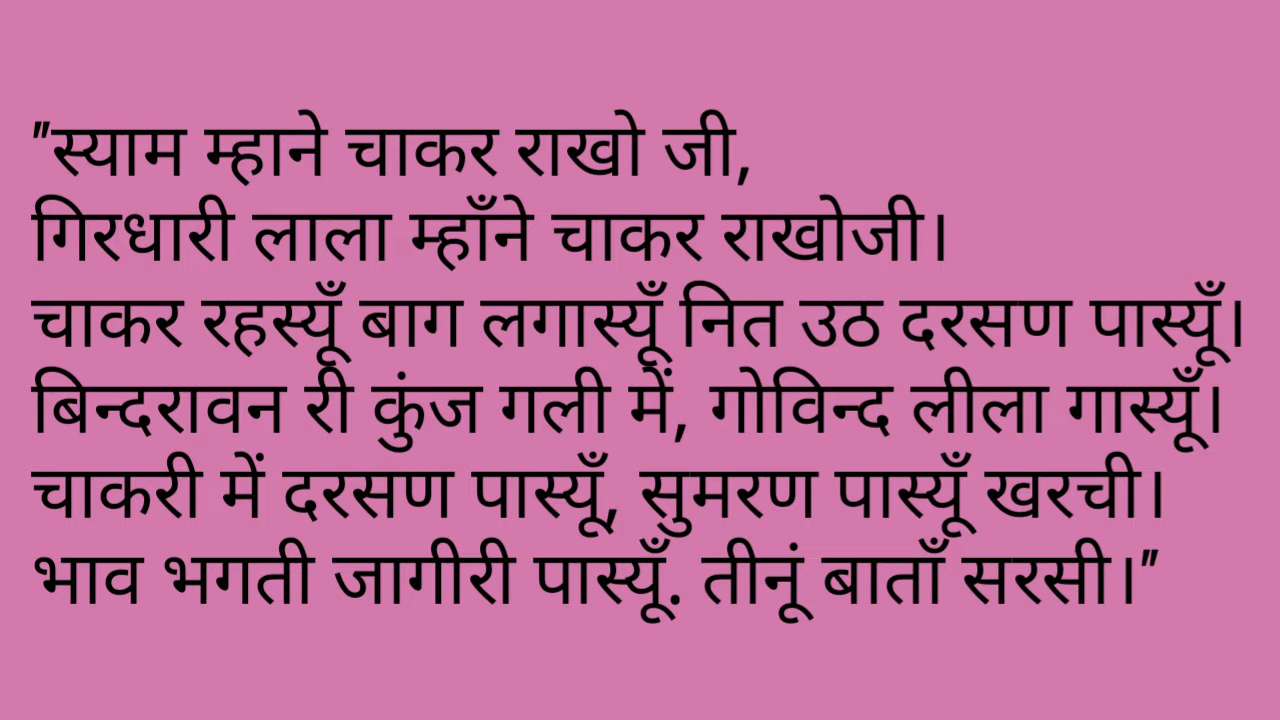 "स्याम म्हाने चाकर राखो जी,
गिरधारी लाला म्हाँने चाकर राखोजी।
चाकर रहस्यूँ बाग लगास्यूँ नित उठ दरसण पास्यूँ।
बिन्दरावन री कुंज गली में, गोविन्द लीला गास्यूँ।
चाकरी में दरसण पास्यूँ, सुमरण पास्यूँ खरची।
भाव भगती जागीरी पास्यूँ. तीनूं बाताँ सरसी।"